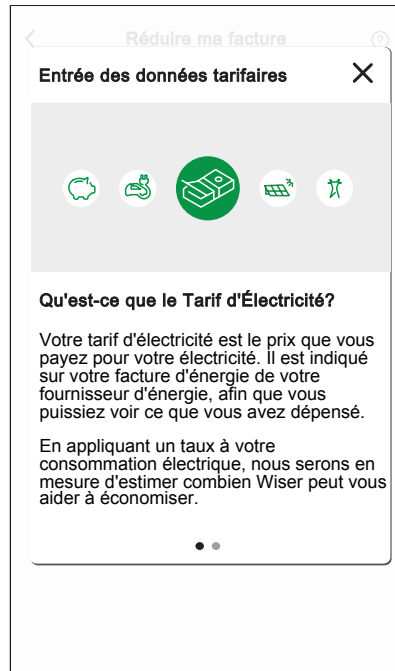 Réduire ma facture
Entrée des données tarifaires
Qu'est-ce que le Tarif d'Électricité?
Votre tarif d'électricité est le prix que vous
payez pour votre électricité. Il est indiqué
sur votre facture d'énergie de votre
fournisseur d'énergie, afin que vous
puissiez voir ce que vous avez dépensé.
En appliquant un taux à votre
consommation électrique, nous serons en
mesure d'estimer combien Wiser peut vous
aider à économiser.